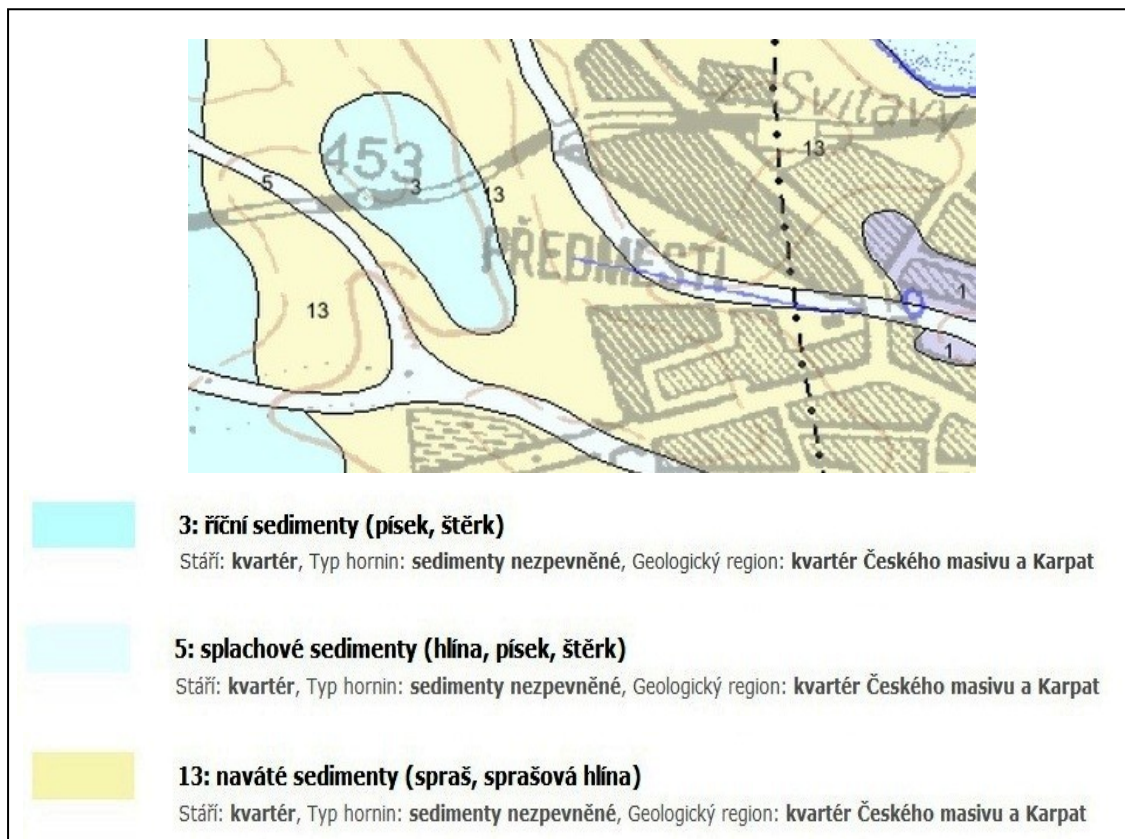 z Svitavy
453
13
5
3
13
PŘEDMĚSTÍ
13
1
1
3: říční sedimenty (písek, štěrk)
Stáří: kvartér, Typ hornin: sedimenty nezpevněné, Geologický region: kvartér Českého masivu a Karpat
5: splachové sedimenty (hlína, písek, štěrk)
Stáří: kvartér, Typ hornin: sedimenty nezpevněné, Geologický region: kvartér Českého masivu a Karpat
13: naváté sedimenty (spraš, sprašová hlína)
Stáří: kvartér, Typ hornin: sedimenty nezpevněné, Geologický region: kvartér Českého masivu a Karpat